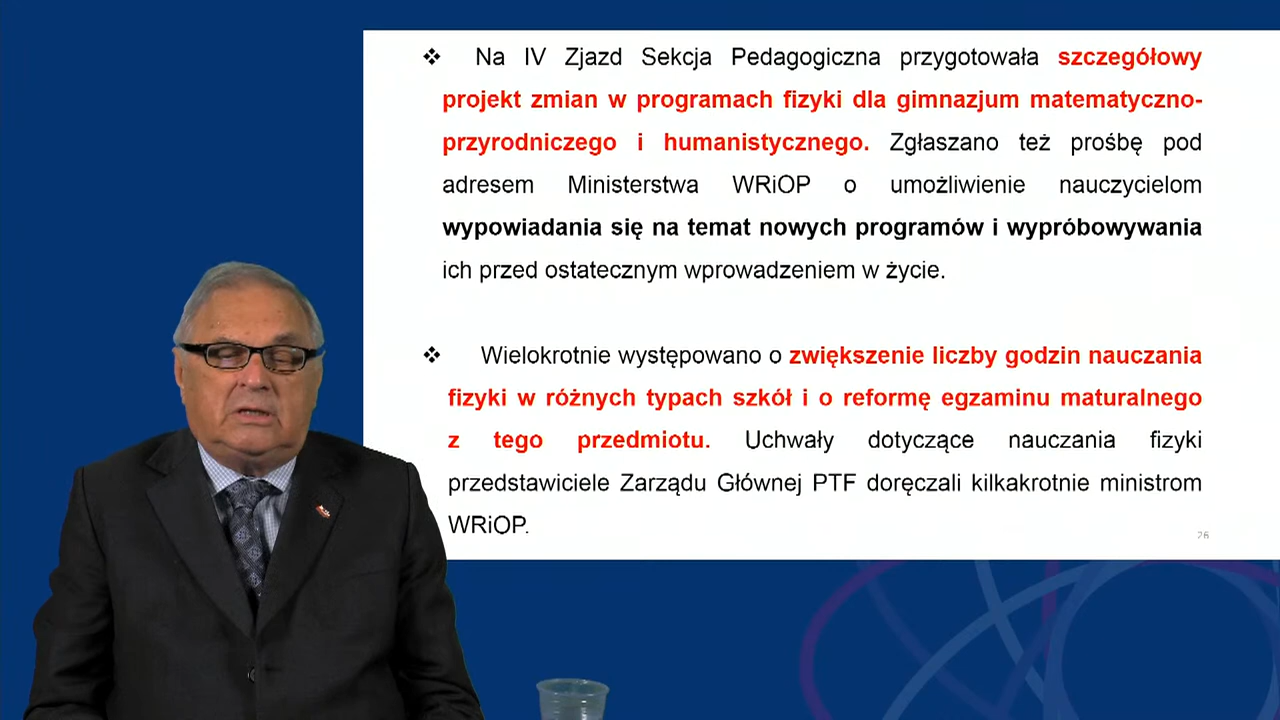 ❖ Na IV Zjazd Sekcja Pedagogiczna przygotowała szczegółowy
projekt zmian w programach fizyki dla gimnazjum matematyczno-
przyrodniczego i humanistycznego. Zgłaszano też prośbę pod
adresem Ministerstwa WRiOP o umożliwienie nauczycielom
wypowiadania się na temat nowych programów i wypróbowywania
ich przed ostatecznym wprowadzeniem w życie.
❖ Wielokrotnie występowano o zwiększenie liczby godzin nauczania
fizyki w różnych typach szkół i o reformę egzaminu maturalnego
z tego przedmiotu. Uchwały dotyczące nauczania fizyki
przedstawiciele Zarządu Głównej PTF doręczali kilkakrotnie ministrom
WRiOP.
26